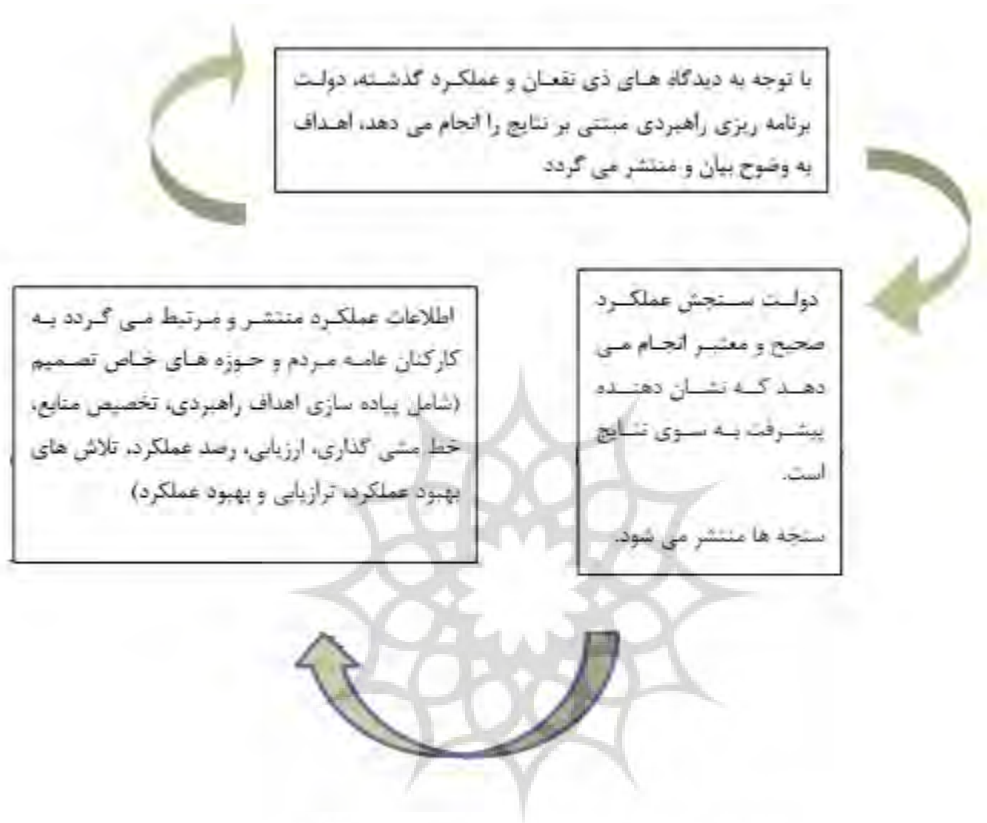 با توجه به دیدگاه های ذی نفعان و عملکرد گذشته، دولت
برنامه ریزی راهبردی مبتنی بر نتایج را انجام می دهد، اهداف
به وضوح بیان و منتشر می گردد
دولت سنجش عملکرد
صحیح و معتبر انجام می
دهد که نشان دهنده
پیشرفت به سوی نتایج
است.
سنجه ها منتشر می شود.
اطلاعات عملکرد منتشر و مرتبط می گردد به
کارکنان عامه مردم و حوزه های خاص تصمیم
(شامل پیاده سازی اهداف راهبردی، تخصیص منابع،
خط مشی گذاری، ارزیابی، رصد عملکرد، تلاش های
بهبود عملکرد، ترازیابی و بهبود عملکرد)